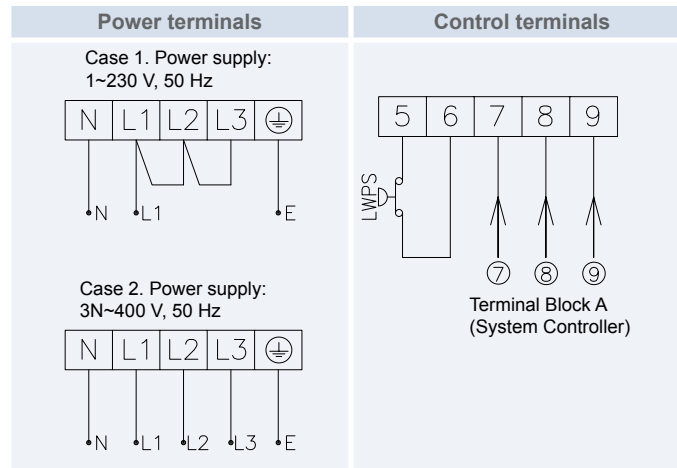 Power terminals
Case 1. Power supply:
1~230 V, 50 Hz
N L1 L2 L3
N L1 E
Case 2. Power supply:
3N~400 V, 50 Hz
N L1 L2 L3
N L1 L2 L3 E
Control terminals
5 6 7 8 9
LWPS
⑦ ⑧ ⑨
Terminal Block A
(System Controller)